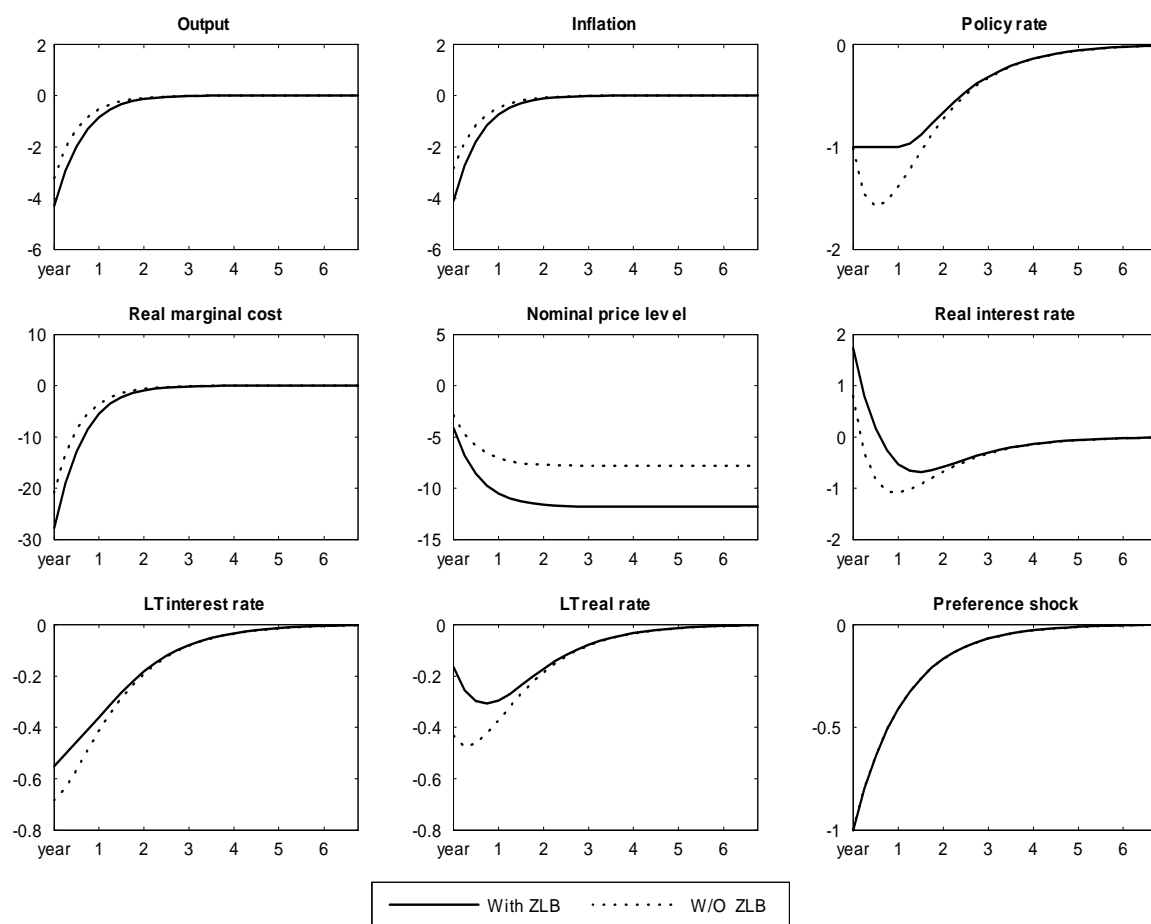 Output Inflation Policy rate
2 2 0
0 0
-2 -2 -1
-4 -4
-6 -6 -2
year 1 2 3 4 5 6 year 1 2 3 4 5 6 year 1 2 3 4 5 6
Real marginal cost Nominal price level Real interest rate
10 5 2
0 0 1
-10 -5 0
-20 -10 -1
-30 -15 -2
year 1 2 3 4 5 6 year 1 2 3 4 5 6 year 1 2 3 4 5 6
LT interest rate LT real rate Preference shock
0 0 0
-0.2 -0.2
-0.4 -0.4 -0.5
-0.6 -0.6
-0.8 -0.8 -1
year 1 2 3 4 5 6 year 1 2 3 4 5 6 year 1 2 3 4 5 6
With ZLB W/O ZLB